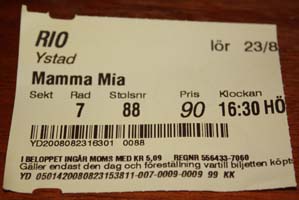 RIO lör 23/8
Ystad
Mamma Mia
Sekt Rad Stolsnr Pris Klockan
7 88 90 16:30 HÖ
YD2008082316301 0088
I BELOPPET INGÅR MOMS MED KR 5,09 REGNR 556433-7060
Gäller endast den dag och föreställning vartill biljetten köpts
YD 0501420080823153811-007-0009-0009 99 KK